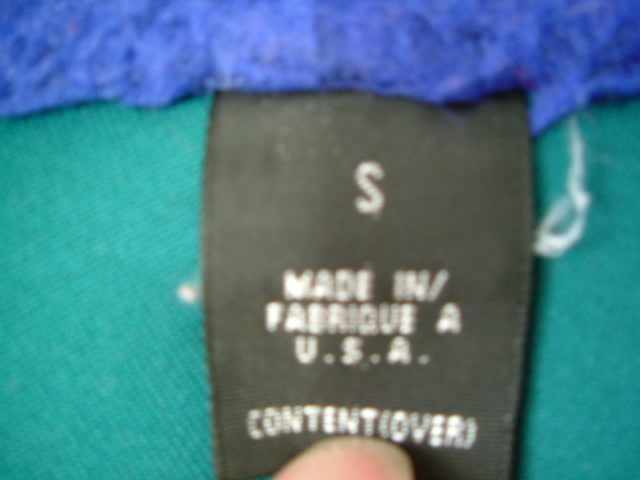 S
MADE IN/
FABRIQUE A
U.S.A.
CONTENT(OVER)